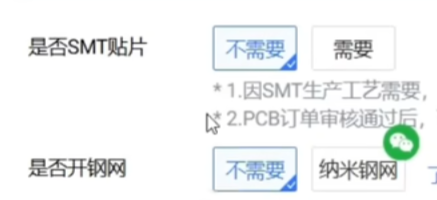 是否SMT贴片 不需要 需要
* 1.因SMT生产工艺需要,
* 2.PCB订单审核通过后,
是否开钢网 不需要 纳米钢网